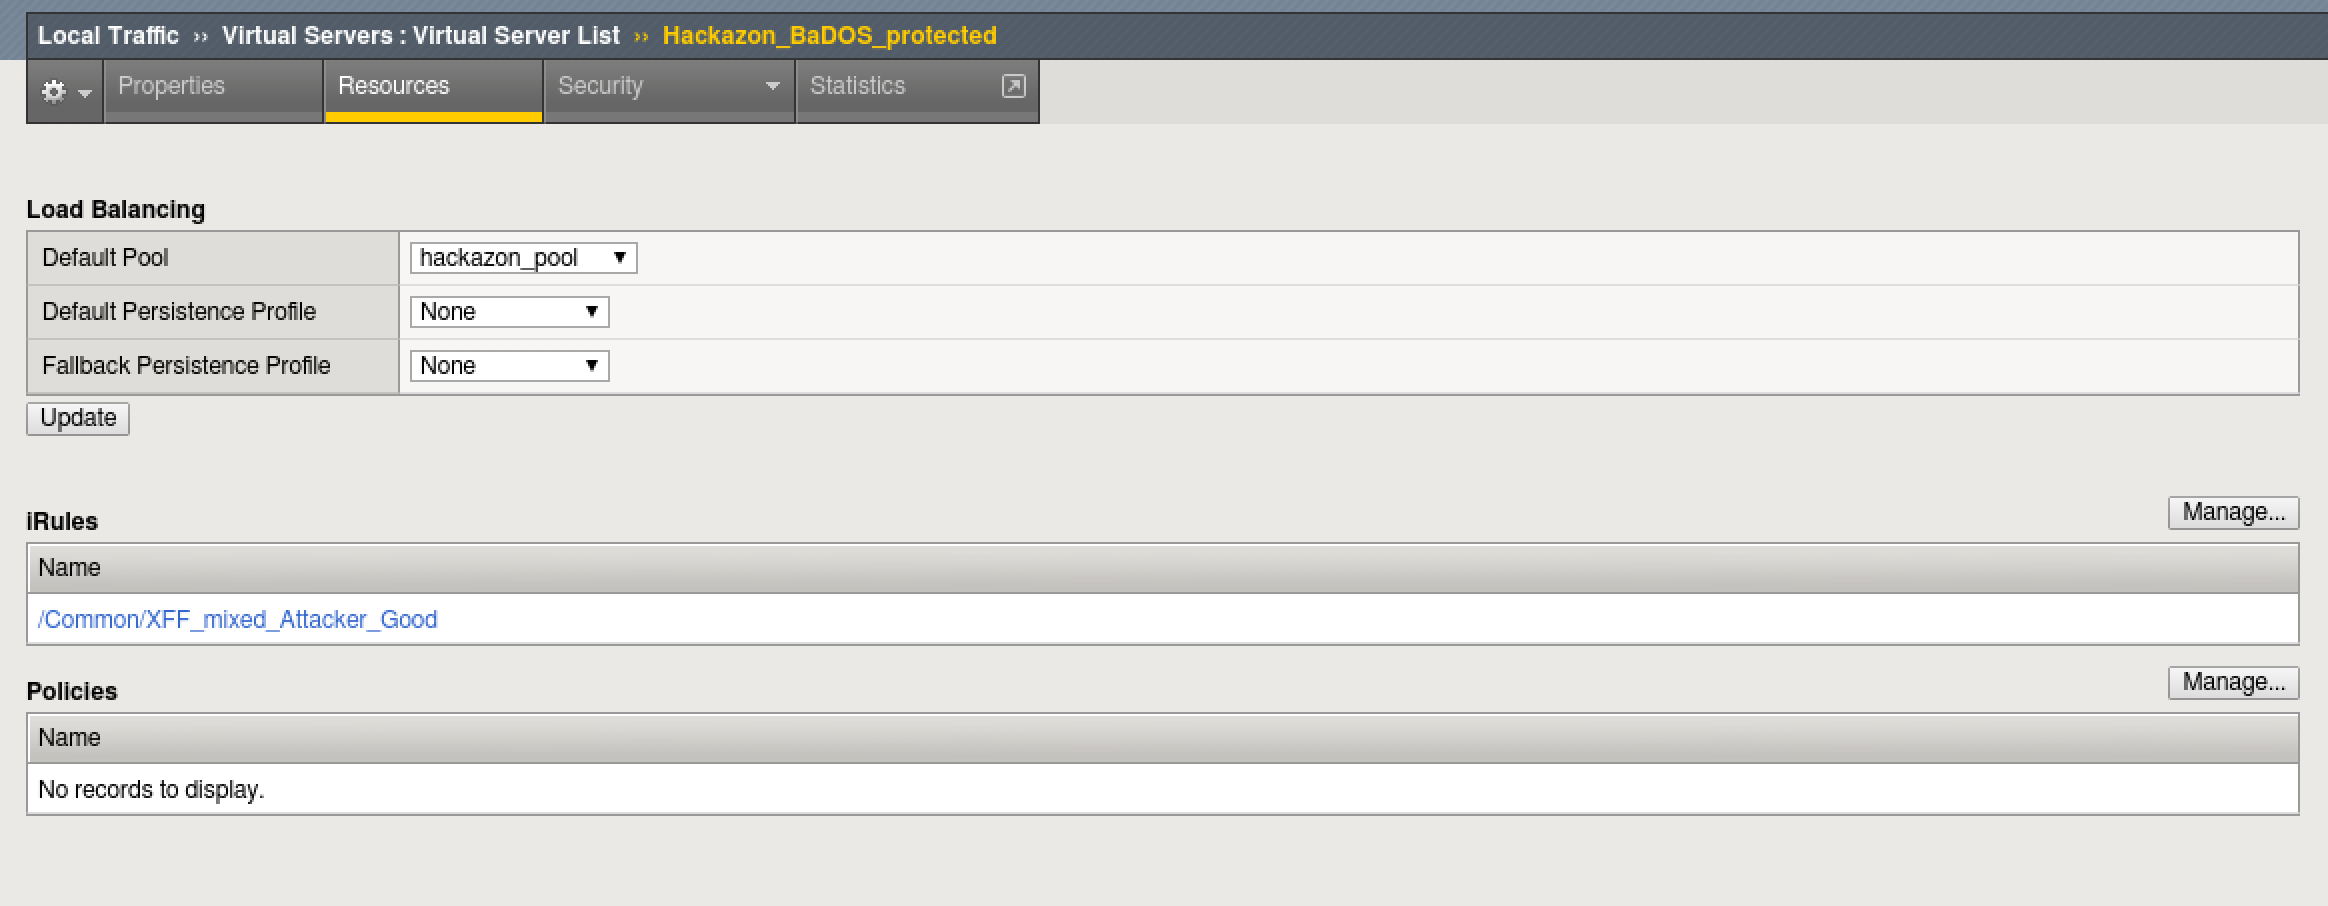 Local Traffic ›› Virtual Servers : Virtual Server List ›› Hackazon_BaDOS_protected
Properties Resources Security Statistics
Load Balancing
Default Pool hackazon_pool
Default Persistence Profile None
Fallback Persistence Profile None
Update
iRules Manage...
Name
/Common/XFF_mixed_Attacker_Good
Policies Manage...
Name
No records to display.